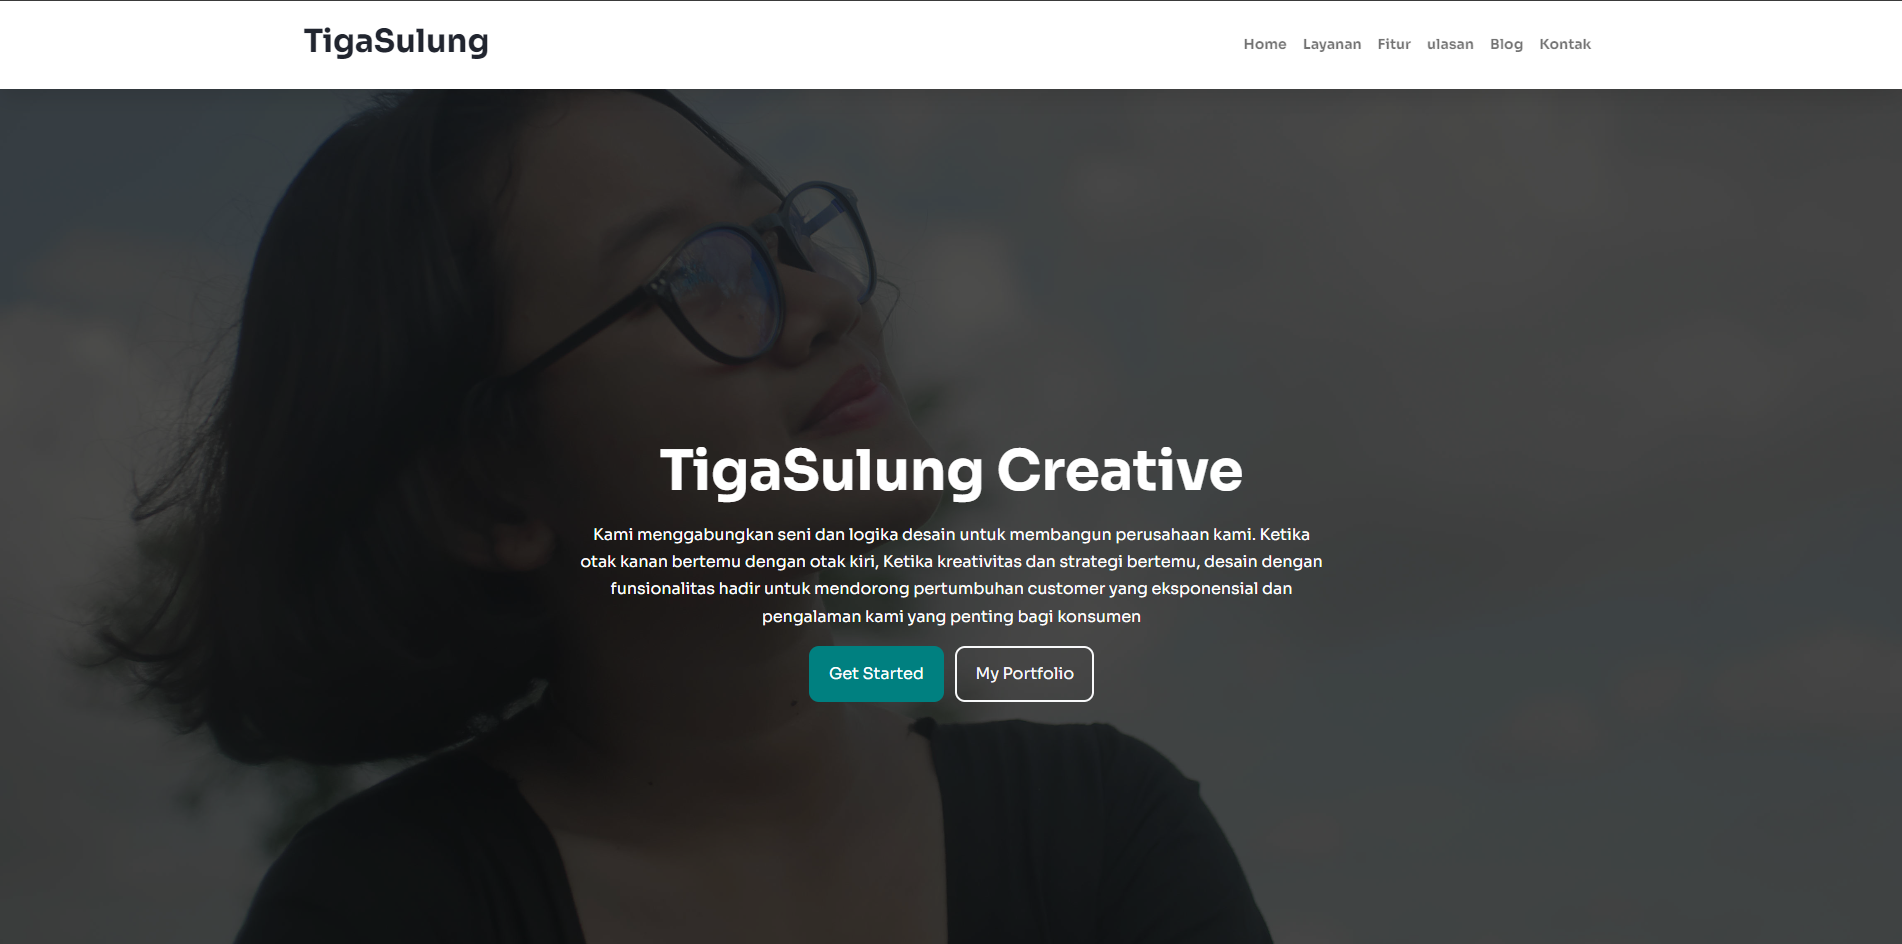 TigaSulung
Home Layanan Fitur ulasan Blog Kontak
TigaSulung Creative
Kami menggabungkan seni dan logika desain untuk membangun perusahaan kami. Ketika
otak kanan bertemu dengan otak kiri, Ketika kreativitas dan strategi bertemu, desain dengan
funsionalitas hadir untuk mendorong pertumbuhan customer yang eksponensial dan
pengalaman kami yang penting bagi konsumen
Get Started My Portfolio